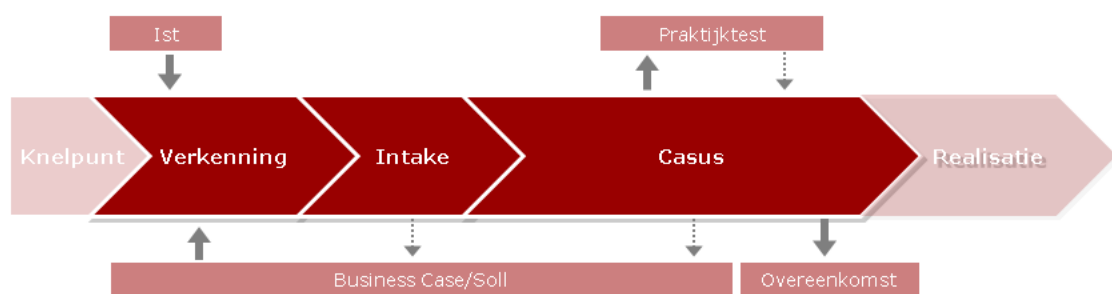 Ist
Praktijktest
Knelpunt
Verkenning
Intake
Casus
Realisatie
Business Case/Soll
Overeenkomst